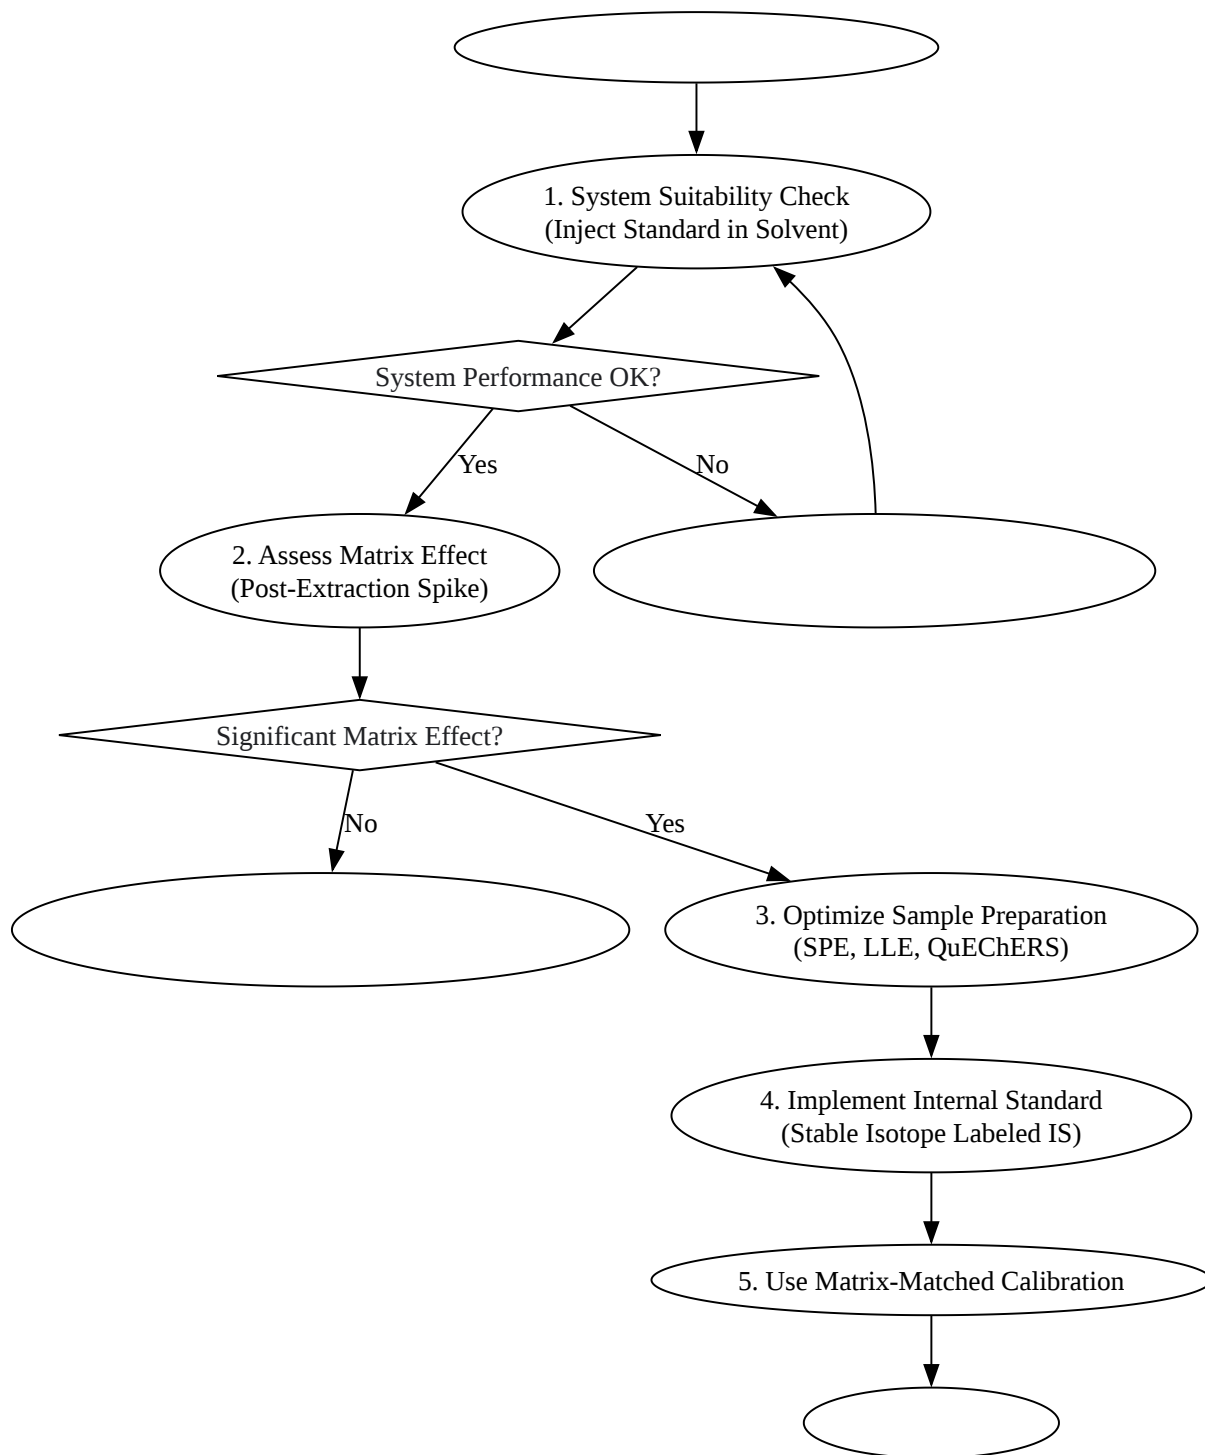 1. System Suitability Check
(Inject Standard in Solvent)
System Performance OK?
Yes
No
2. Assess Matrix Effect
(Post-Extraction Spike)
Significant Matrix Effect?
No
Yes
3. Optimize Sample Preparation
(SPE, LLE, QuEChERS)
4. Implement Internal Standard
(Stable Isotope Labeled IS)
5. Use Matrix-Matched Calibration